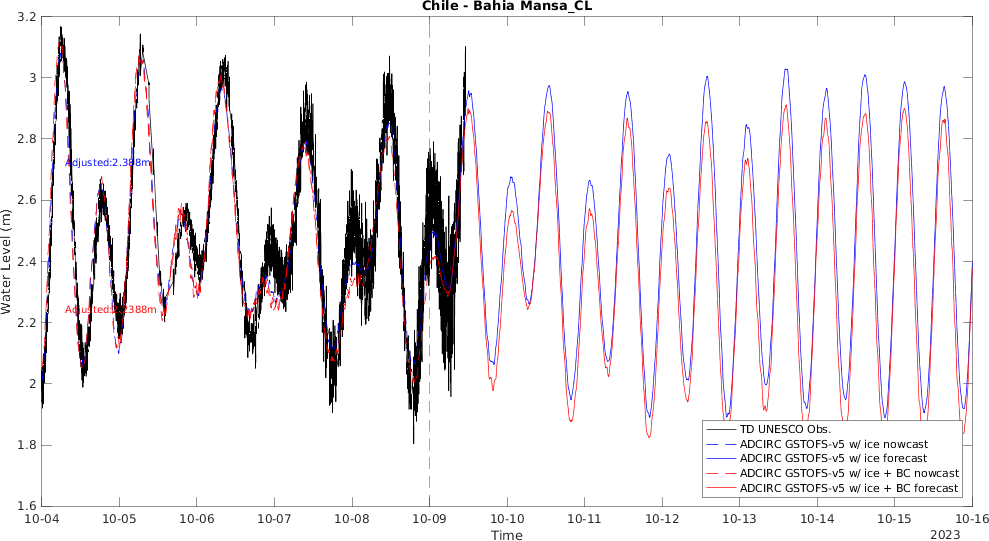 Chile - Bahia Mansa_CL
3.2
3
2.8
2.6
2.4
2.2
2
1.8
1.6
Water Level (m)
Adjusted:2.388m
TD UNESCO Obs.
ADCIRC GSTOFS-v5 w/ ice nowcast
ADCIRC GSTOFS-v5 w/ ice forecast
ADCIRC GSTOFS-v5 w/ ice + BC nowcast
ADCIRC GSTOFS-v5 w/ ice + BC forecast
10-04 10-05 10-06 10-07 10-08 10-09 10-10 10-11 10-12 10-13 10-14 10-15 10-16
Time
2023